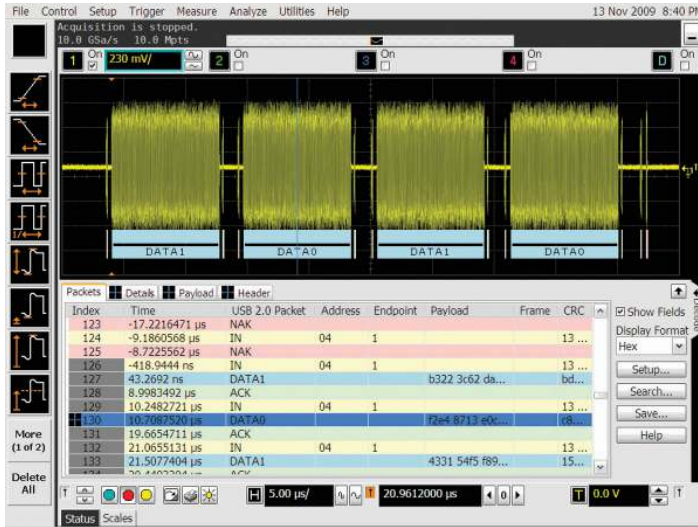 File Control Setup Trigger Measure Analyze Utilities Help 13 Nov 2009 8:40 PM
Acquisition is stopped.
10.0 GSa/s 10.0 Mpts
1 On 230 mV/ 2 On 3 On 4 On D On
DATA1 DATA0 DATA1 DATA0
Packets Details Payload Header
Index Time USB 2.0 Packet Address Endpoint Payload Frame CRC
Show Fields
123 -17.2216471 µs NAK
124 -9.1860568 µs IN 04 1 13 ...
Display Format
125 -8.7225562 µs NAK
Hex
126 -418.9444 ns IN 04 1 13 ...
127 43.2692 ns DATA1 b322 3c62 da... bd...
Setup...
128 8.9983492 µs ACK
Search...
129 10.2482721 µs IN 04 1 13 ...
130 10.7087520 µs DATA0 f2e4 8713 e0c... c8...
Save...
131 19.6654711 µs ACK
Help
132 21.0655131 µs IN 04 1 13 ...
133 21.5077404 µs DATA1 4331 54f5 f89... 15...
More
(1 of 2)
Delete
All
H 5.00 µs/ 20.9612000 µs 0 T 0.0 V
Status Scales